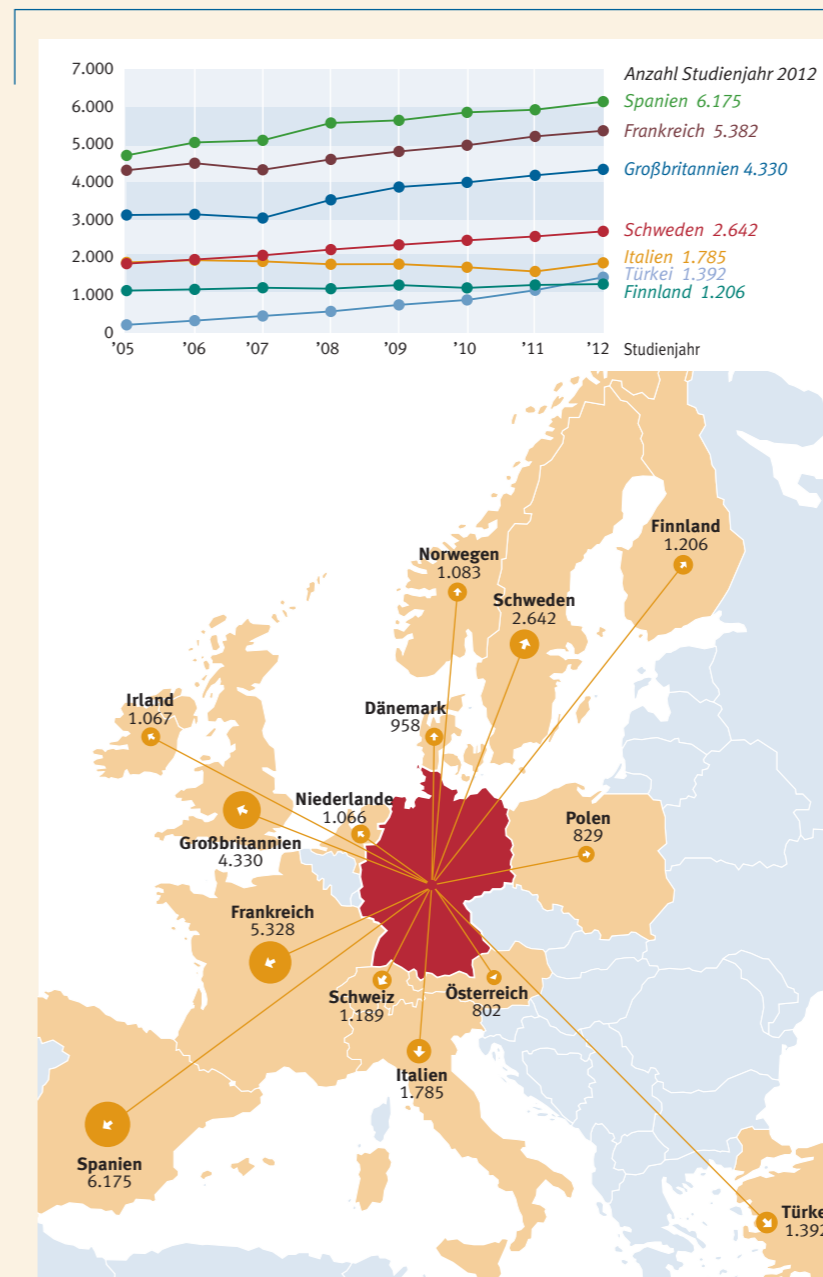 7.000
6.000
5.000
4.000
3.000
2.000
1.000
0
Anzahl Studienjahr 2012
Spanien 6.175
Frankreich 5.382
Großbritannien 4.330
Schweden 2.642
Italien 1.785
Türkei 1.392
Finnland 1.206
'05 '06 '07 '08 '09 '10 '11 '12 Studienjahr
Finnland
1.206
Norwegen
1.083
Schweden
2.642
Irland
1.067
Dänemark
958
Niederlande
1.066
Polen
829
Großbritannien
4.330
Frankreich
5.328
Schweiz
1.189
Österreich
802
Italien
1.785
Spanien
6.175
Türke
1.392